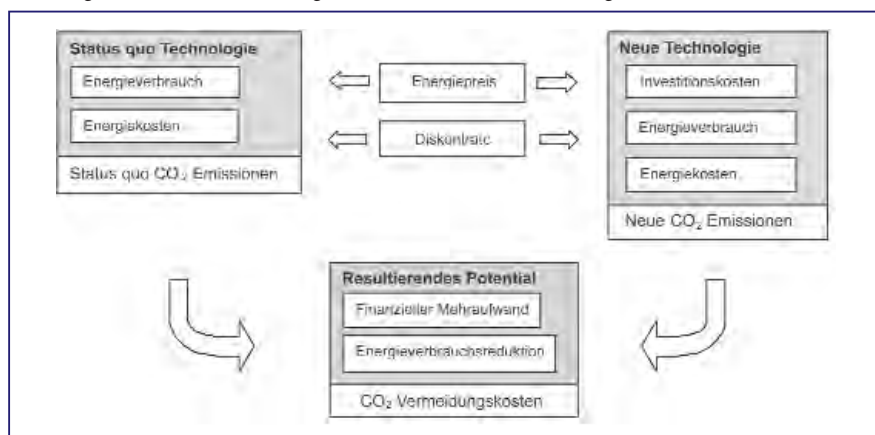 Status quo Technologie
Energieverbrauch
Energiekosten
Status quo CO₂ Emissionen
Energiepreis
Diskontrate
Neue Technologie
Investitionskosten
Energieverbrauch
Energiekosten
Neue CO₂ Emissionen
Resultierendes Potential
Finanzieller Mehraufwand
Energieverbrauchsreduktion
CO₂ Vermeidungskosten